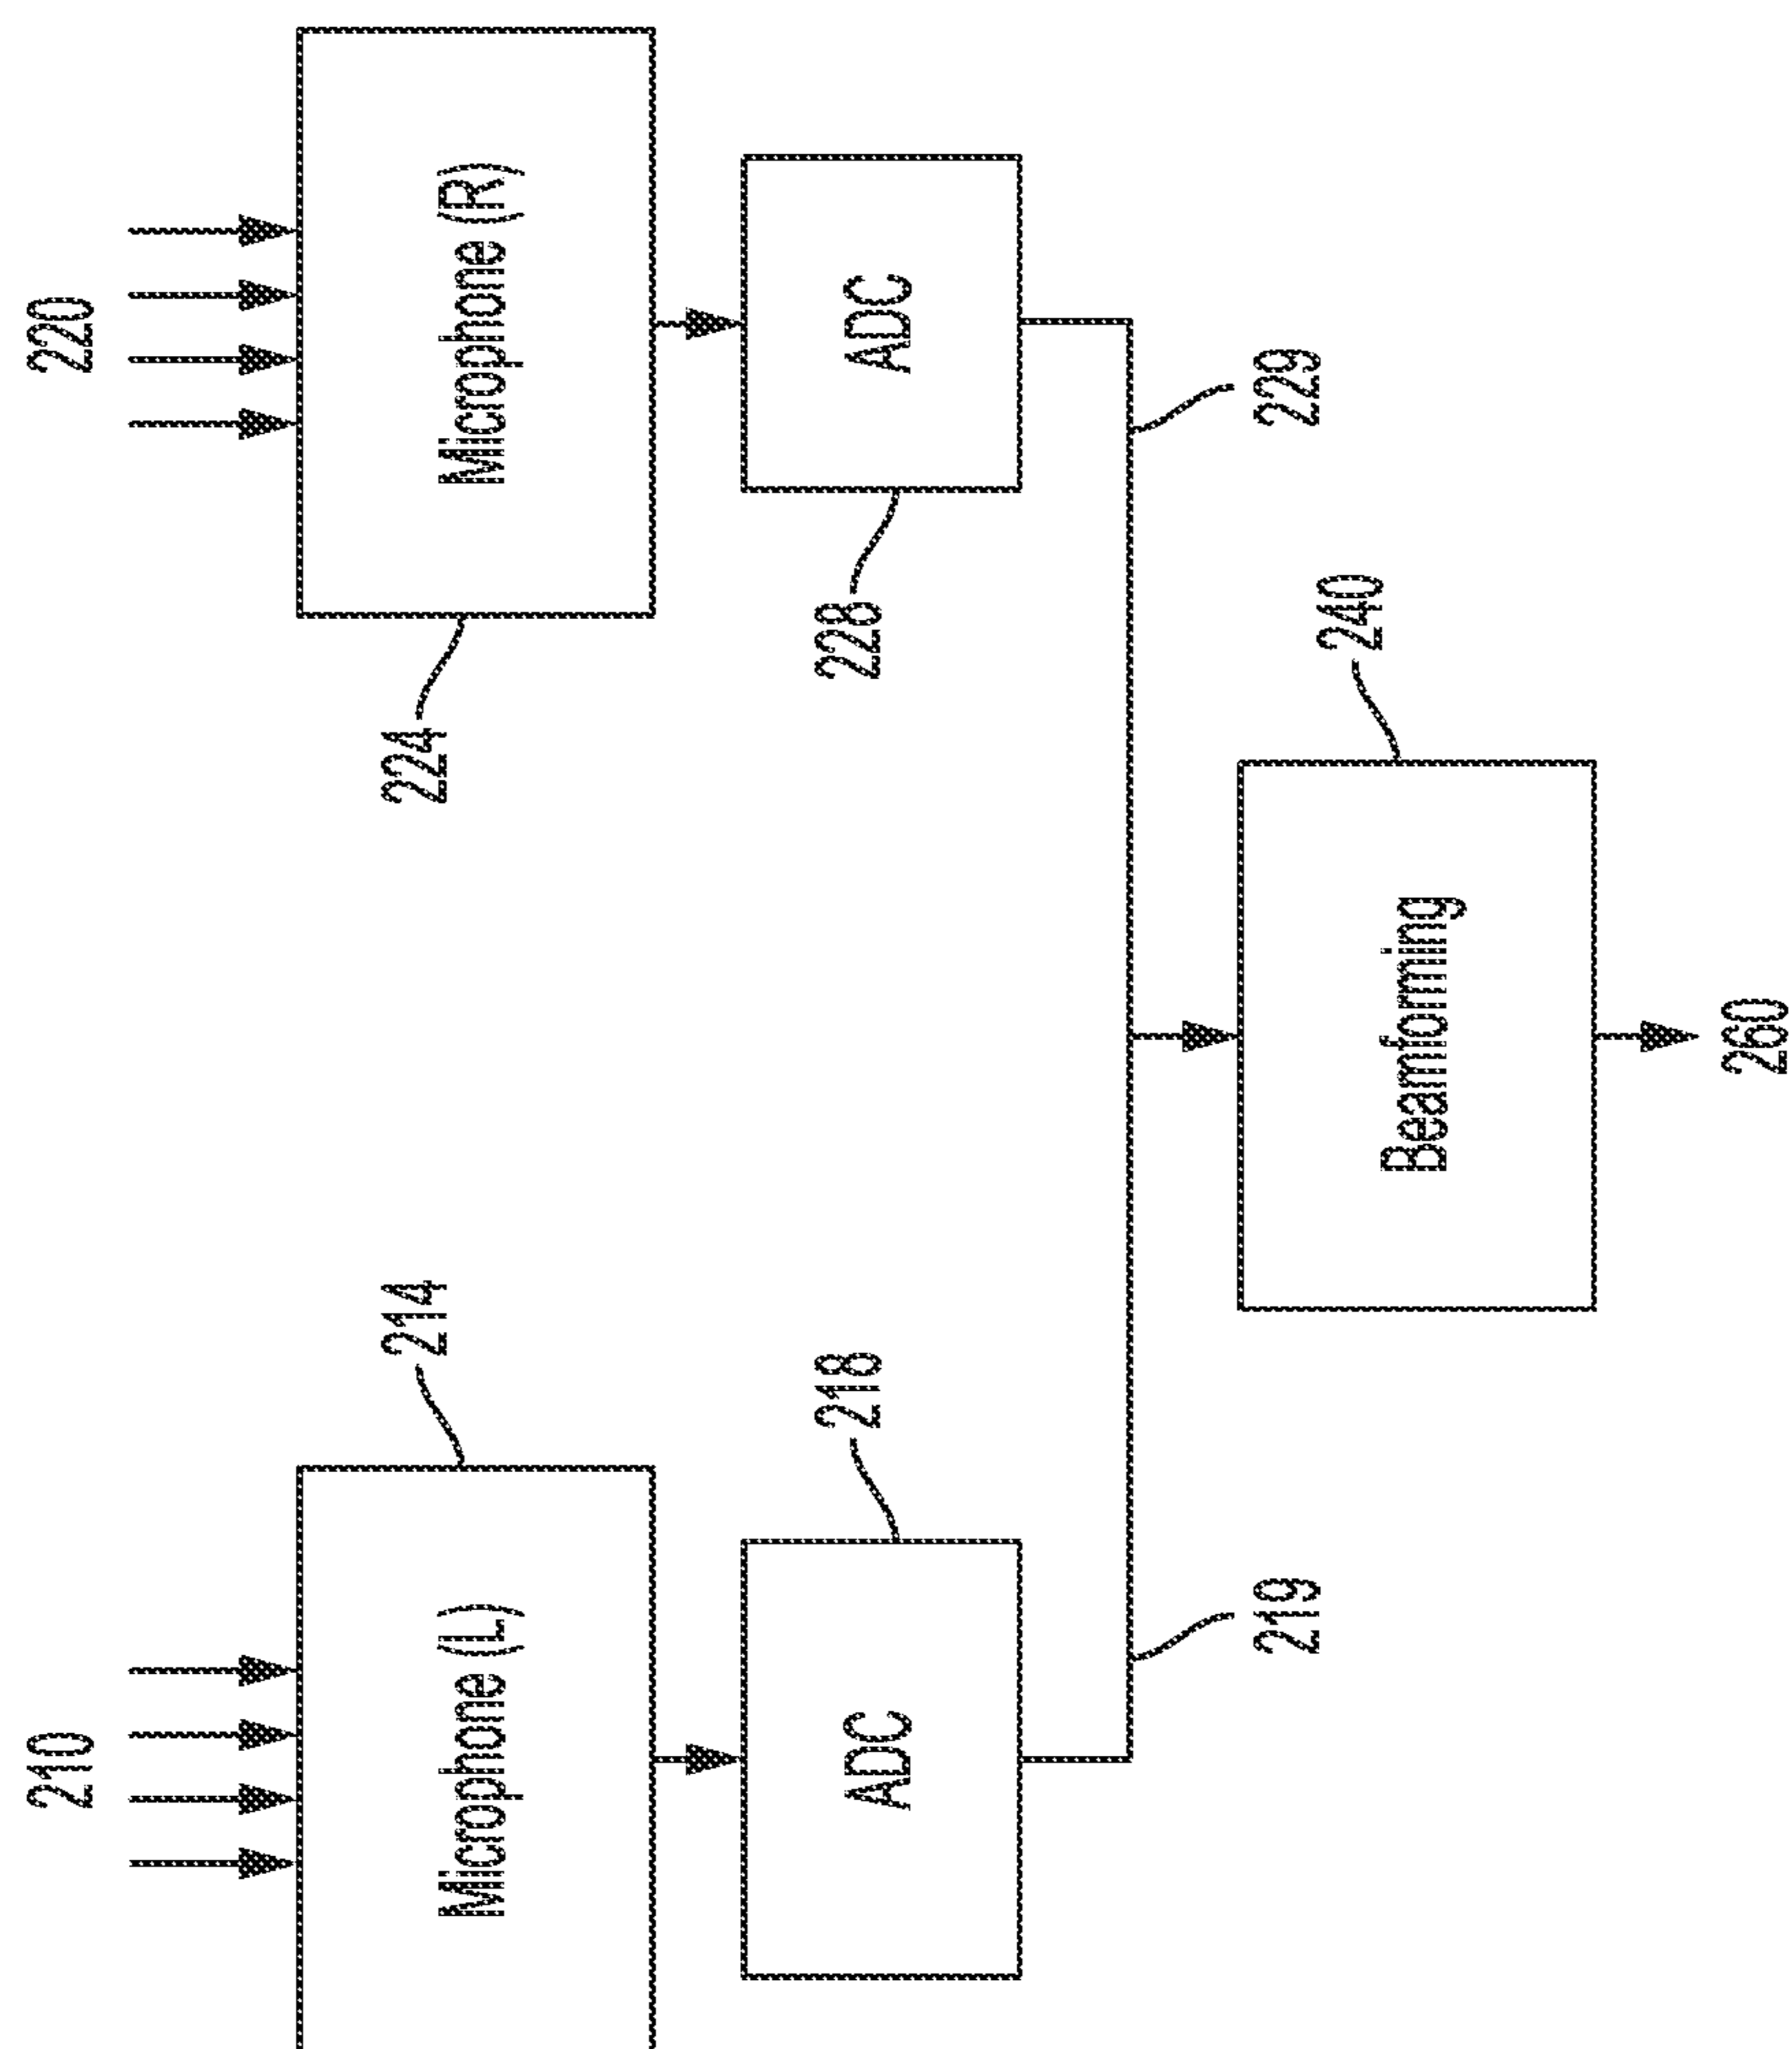 210
220
Microphone (L)
214
224
Microphone (R)
ADC
218
228
ADC
219
229
Beamforming
240
260